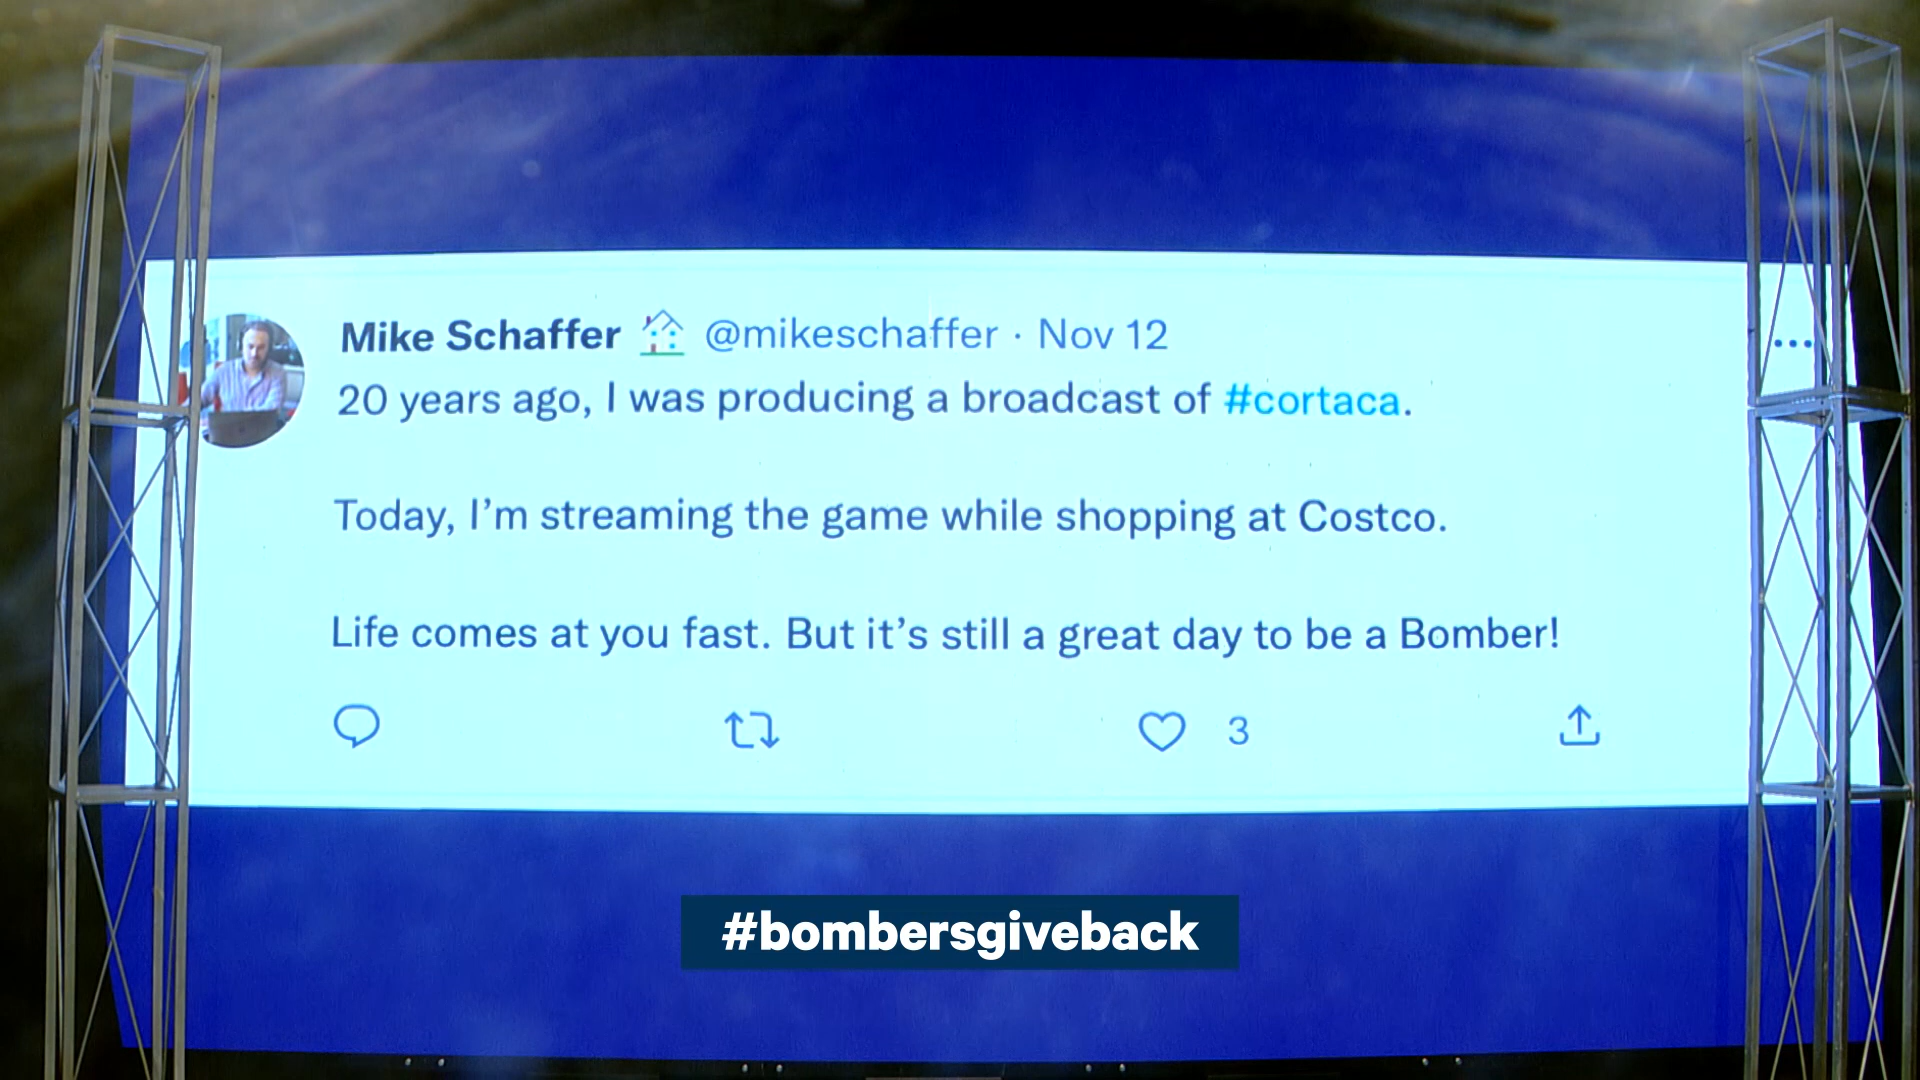 Mike Schaffer @mikeschaffer · Nov 12
20 years ago, I was producing a broadcast of #cortaca.
Today, I’m streaming the game while shopping at Costco.
Life comes at you fast. But it’s still a great day to be a Bomber!
3
#bombersgiveback